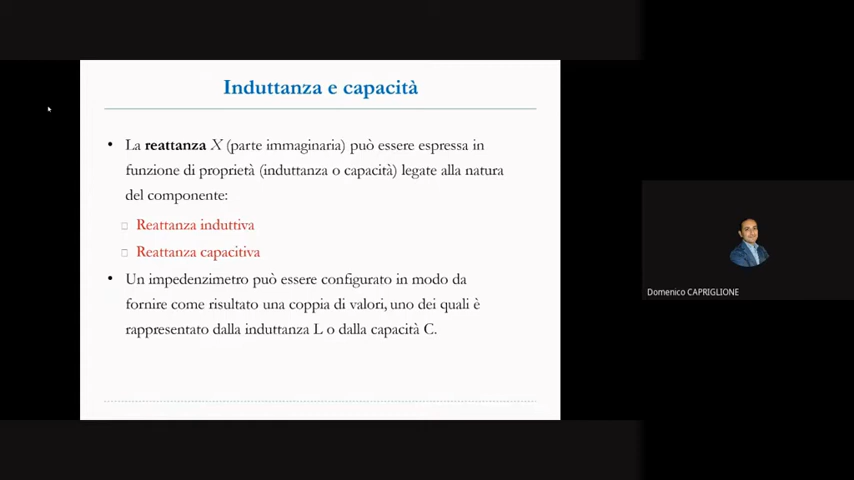 Induttanza e capacità
• La reattanza X (parte immaginaria) può essere espressa in
funzione di proprietà (induttanza o capacità) legate alla natura
del componente:
□ Reattanza induttiva
□ Reattanza capacitiva
• Un impedenzimetro può essere configurato in modo da
fornire come risultato una coppia di valori, uno dei quali è
rappresentato dalla induttanza L o dalla capacità C.
Domenico CAPRIGLIONE